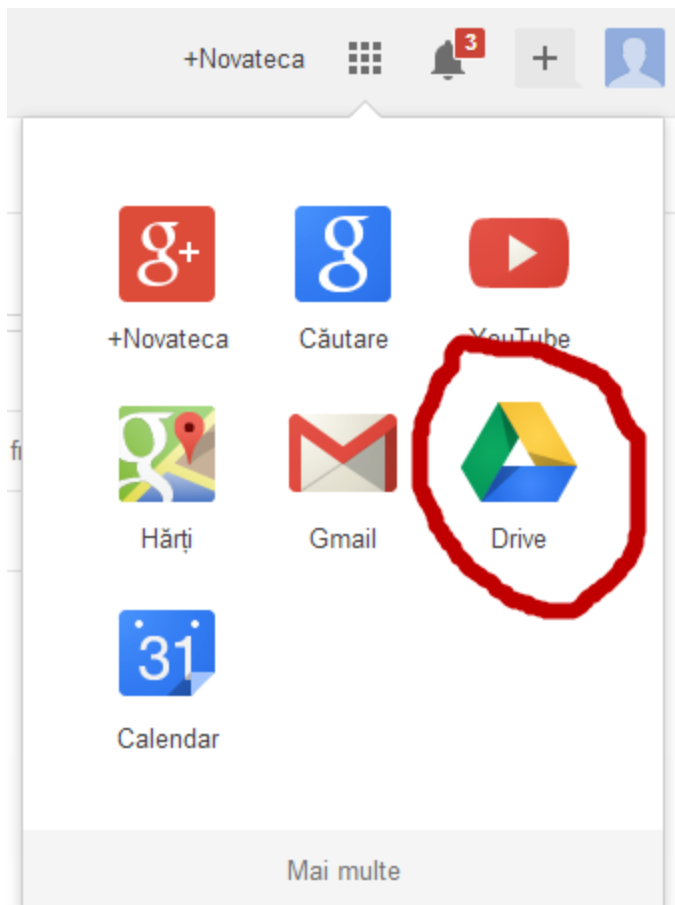 +Novateca
3
g+
g
YouTube
+Novateca
Căutare
g
Hărți
Gmail
Drive
31
Calendar
Mai multe